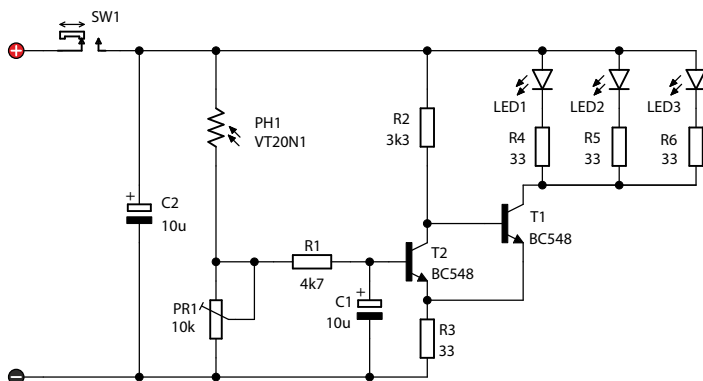 SW1
PH1
VT20N1
R2
3k3
LED1
LED2
LED3
R4
33
R5
33
R6
33
C2
10u
+
T1
BC548
R1
4k7
T2
BC548
PR1
10k
C1
10u
+
R3
33